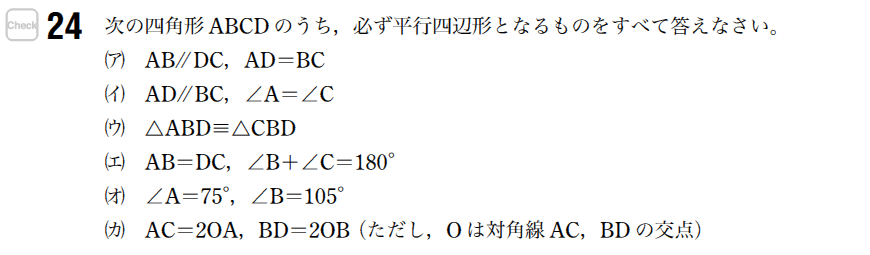 Check 24 次の四角形 ABCD のうち，必ず平行四辺形となるものをすべて答えなさい。
(ア) AB∥DC，AD＝BC
(イ) AD∥BC，∠A＝∠C
(ウ) △ABD≡△CBD
(エ) AB＝DC，∠B＋∠C＝180°
(オ) ∠A＝75°，∠B＝105°
(カ) AC＝2OA，BD＝2OB（ただし，O は対角線 AC，BD の交点）